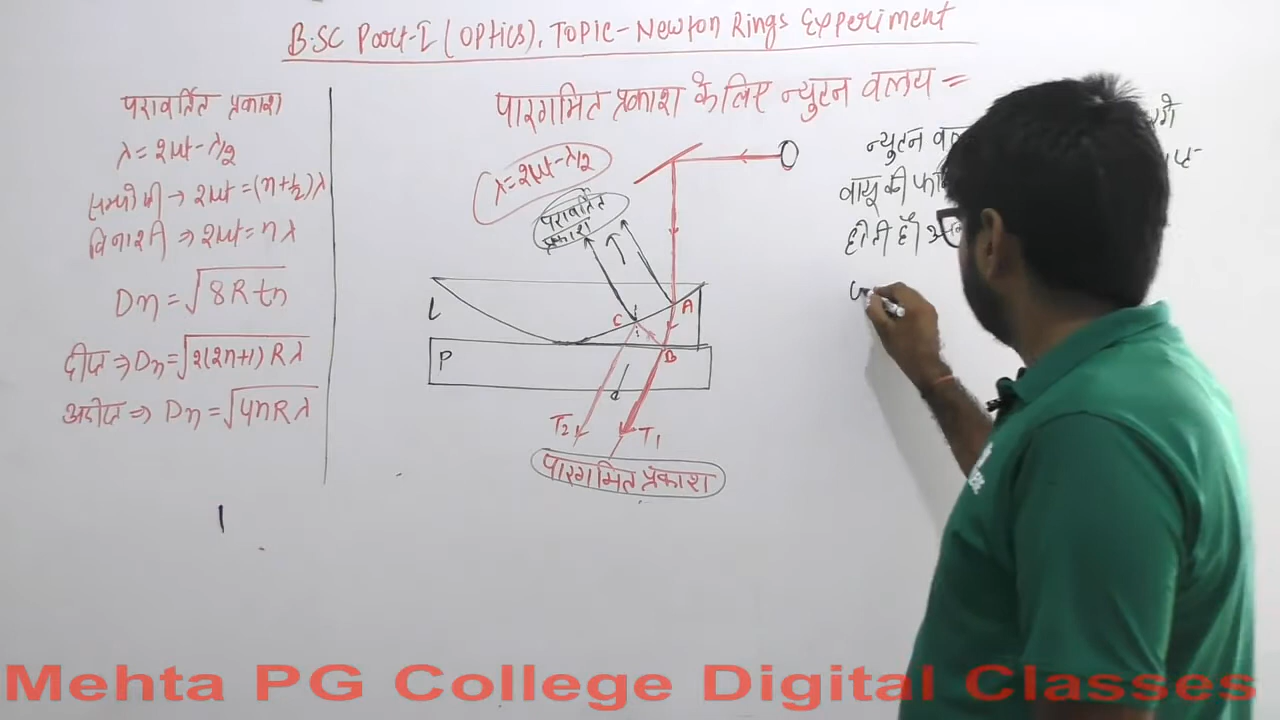 B.SC Part-I (Optics), Topic-Newton Rings Experiment
परावर्तित प्रकाश
λ = 2μt - λ/2
2μt = (n+½)λ
विनाशी ⇒ 2μt = nλ
Dn = √8Rtn
दीप्त ⇒ Dn = √2(2n+1)Rλ
अदीप्त ⇒ Dn = √4nRλ
पारगमित प्रकाश के लिए न्युटन वलय =
λ = 2μt - λ/2
परावर्तित
प्रकाश
L
A
C
i
B
P
d
T₂
T₁
पारगमित प्रकाश
न्युटन
वायु की
होती है
Mehta PG College Digital Classes